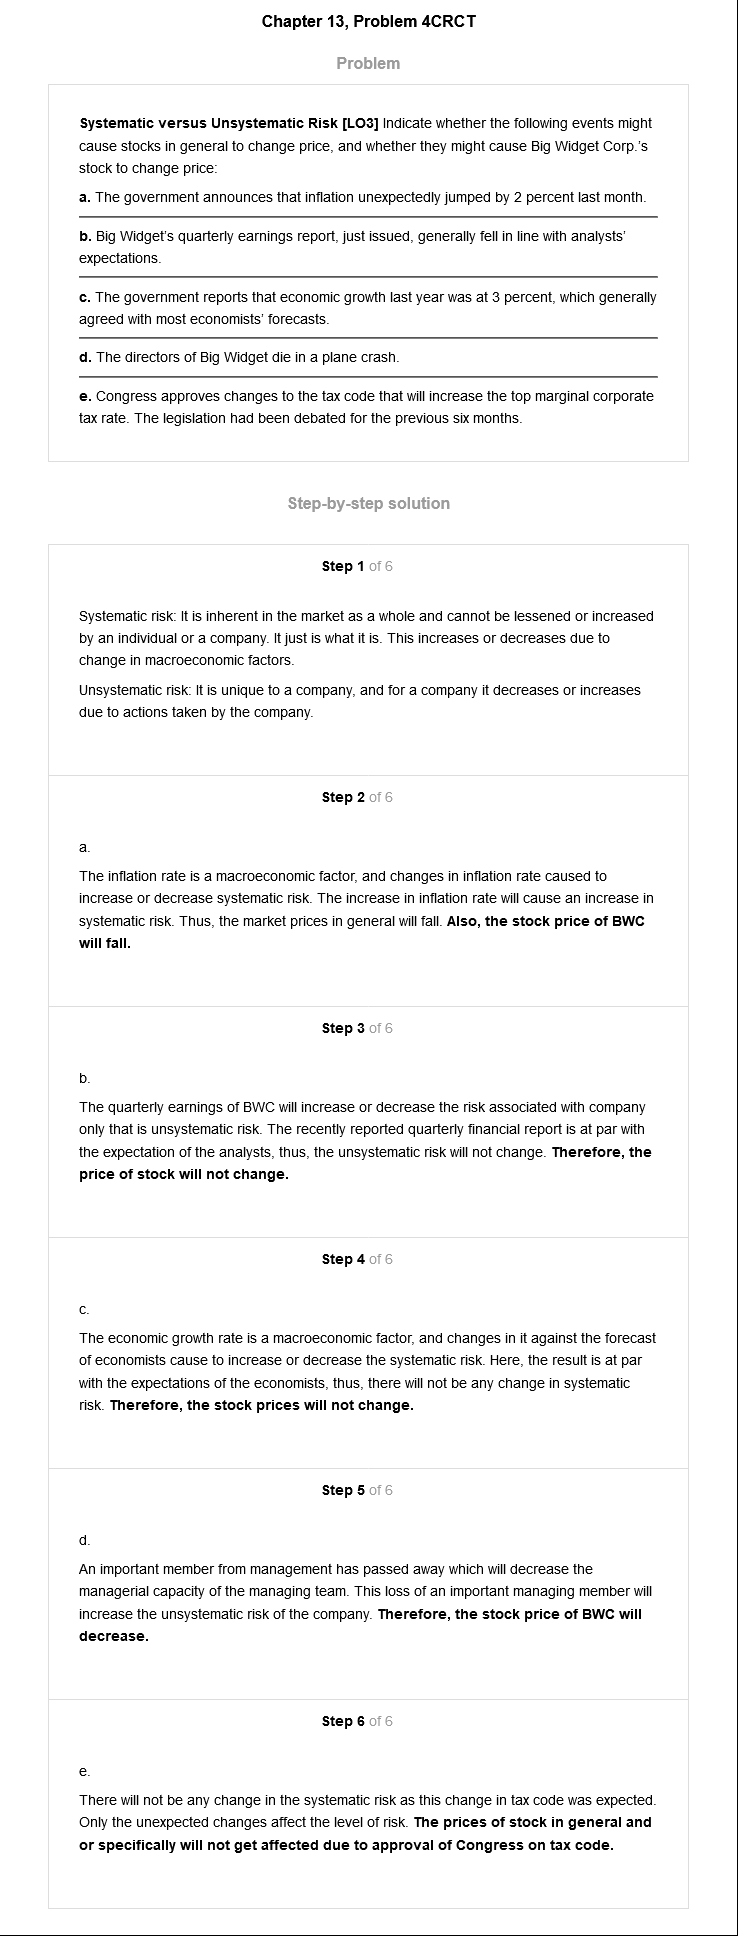 Chapter 13, Problem 4CRCT
Problem
Systematic versus Unsystematic Risk [LO3] Indicate whether the following events might
cause stocks in general to change price, and whether they might cause Big Widget Corp.'s
stock to change price:
a. The government announces that inflation unexpectedly jumped by 2 percent last month.
b. Big Widget's quarterly earnings report, just issued, generally fell in line with analysts'
expectations.
c. The government reports that economic growth last year was at 3 percent, which generally
agreed with most economists' forecasts.
d. The directors of Big Widget die in a plane crash.
e. Congress approves changes to the tax code that will increase the top marginal corporate
tax rate. The legislation had been debated for the previous six months.
Step-by-step solution
Step 1 of 6
Systematic risk: It is inherent in the market as a whole and cannot be lessened or increased
by an individual or a company. It just is what it is. This increases or decreases due to
change in macroeconomic factors.
Unsystematic risk: It is unique to a company, and for a company it decreases or increases
due to actions taken by the company.
Step 2 of 6
a.
The inflation rate is a macroeconomic factor, and changes in inflation rate caused to
increase or decrease systematic risk. The increase in inflation rate will cause an increase in
systematic risk. Thus, the market prices in general will fall. Also, the stock price of BWC
will fall.
Step 3 of 6
b.
The quarterly earnings of BWC will increase or decrease the risk associated with company
only that is unsystematic risk. The recently reported quarterly financial report is at par with
the expectation of the analysts, thus, the unsystematic risk will not change. Therefore, the
price of stock will not change.
Step 4 of 6
c.
The economic growth rate is a macroeconomic factor, and changes in it against the forecast
of economists cause to increase or decrease the systematic risk. Here, the result is at par
with the expectations of the economists, thus, there will not be any change in systematic
risk. Therefore, the stock prices will not change.
Step 5 of 6
d.
An important member from management has passed away which will decrease the
managerial capacity of the managing team. This loss of an important managing member will
increase the unsystematic risk of the company. Therefore, the stock price of BWC will
decrease.
Step 6 of 6
e.
There will not be any change in the systematic risk as this change in tax code was expected.
Only the unexpected changes affect the level of risk. The prices of stock in general and
or specifically will not get affected due to approval of Congress on tax code.